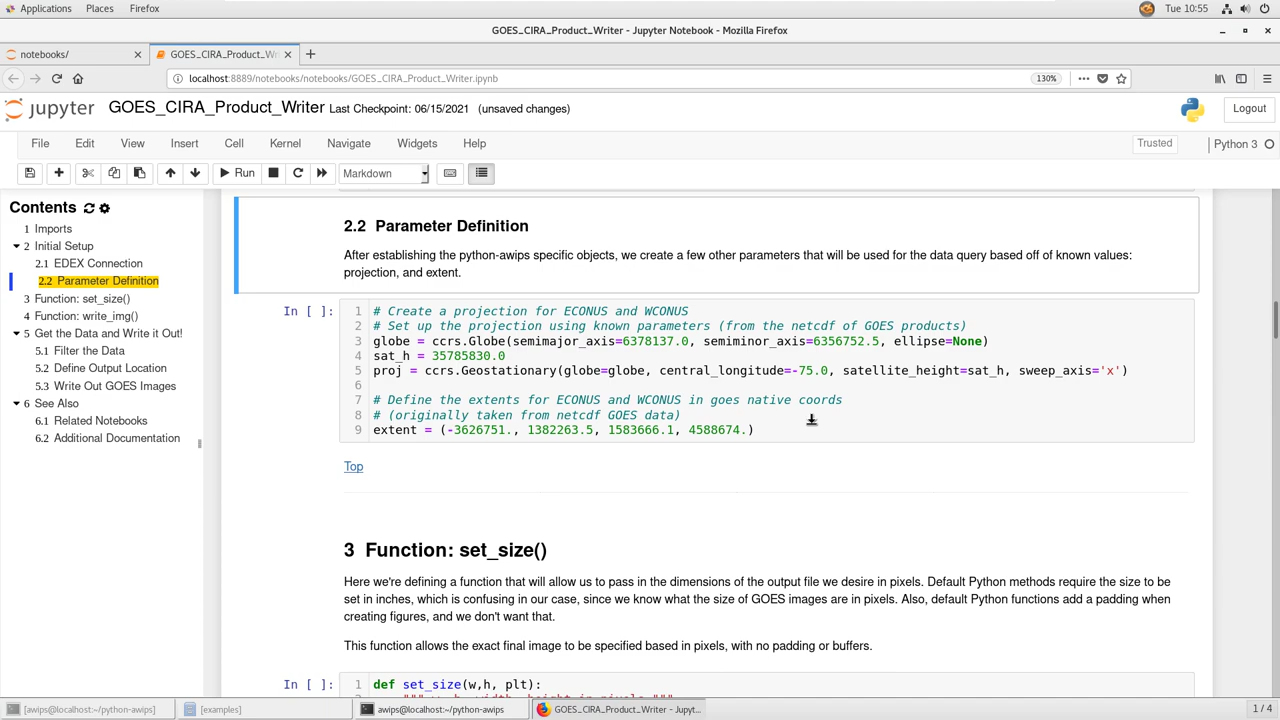 Applications Places Firefox Tue 10:55
GOES_CIRA_Product_Writer - Jupyter Notebook - Mozilla Firefox
notebooks/ GOES_CIRA_Product_Wr
localhost:8889/notebooks/notebooks/GOES_CIRA_Product_Writer.ipynb 130%
jupyter GOES_CIRA_Product_Writer Last Checkpoint: 06/15/2021 (unsaved changes) Logout
File Edit View Insert Cell Kernel Navigate Widgets Help Trusted Python 3
Run Markdown
Contents
1 Imports
2 Initial Setup
2.1 EDEX Connection
2.2 Parameter Definition
3 Function: set_size()
4 Function: write_img()
5 Get the Data and Write it Out!
5.1 Filter the Data
5.2 Define Output Location
5.3 Write Out GOES Images
6 See Also
6.1 Related Notebooks
6.2 Additional Documentation
2.2 Parameter Definition
After establishing the python-awips specific objects, we create a few other parameters that will be used for the data query based off of known values:
projection, and extent.
In [ ]:
1 # Create a projection for ECONUS and WCONUS
2 # Set up the projection using known parameters (from the netcdf of GOES products)
3 globe = ccrs.Globe(semimajor_axis=6378137.0, semiminor_axis=6356752.5, ellipse=None)
4 sat_h = 35785830.0
5 proj = ccrs.Geostationary(globe=globe, central_longitude=-75.0, satellite_height=sat_h, sweep_axis='x')
6
7 # Define the extents for ECONUS and WCONUS in goes native coords
8 # (originally taken from netcdf GOES data)
9 extent = (-3626751., 1382263.5, 1583666.1, 4588674.)
Top
3 Function: set_size()
Here we're defining a function that will allow us to pass in the dimensions of the output file we desire in pixels. Default Python methods require the size to be
set in inches, which is confusing in our case, since we know what the size of GOES images are in pixels. Also, default Python functions add a padding when
creating figures, and we don't want that.
This function allows the exact final image to be specified based in pixels, with no padding or buffers.
In [ ]:
1 def set_size(w,h, plt):
[awips@localhost:~/python-awips] [examples] awips@localhost:~/python-awips GOES_CIRA_Product_Writer - Jupyt... 1 / 4